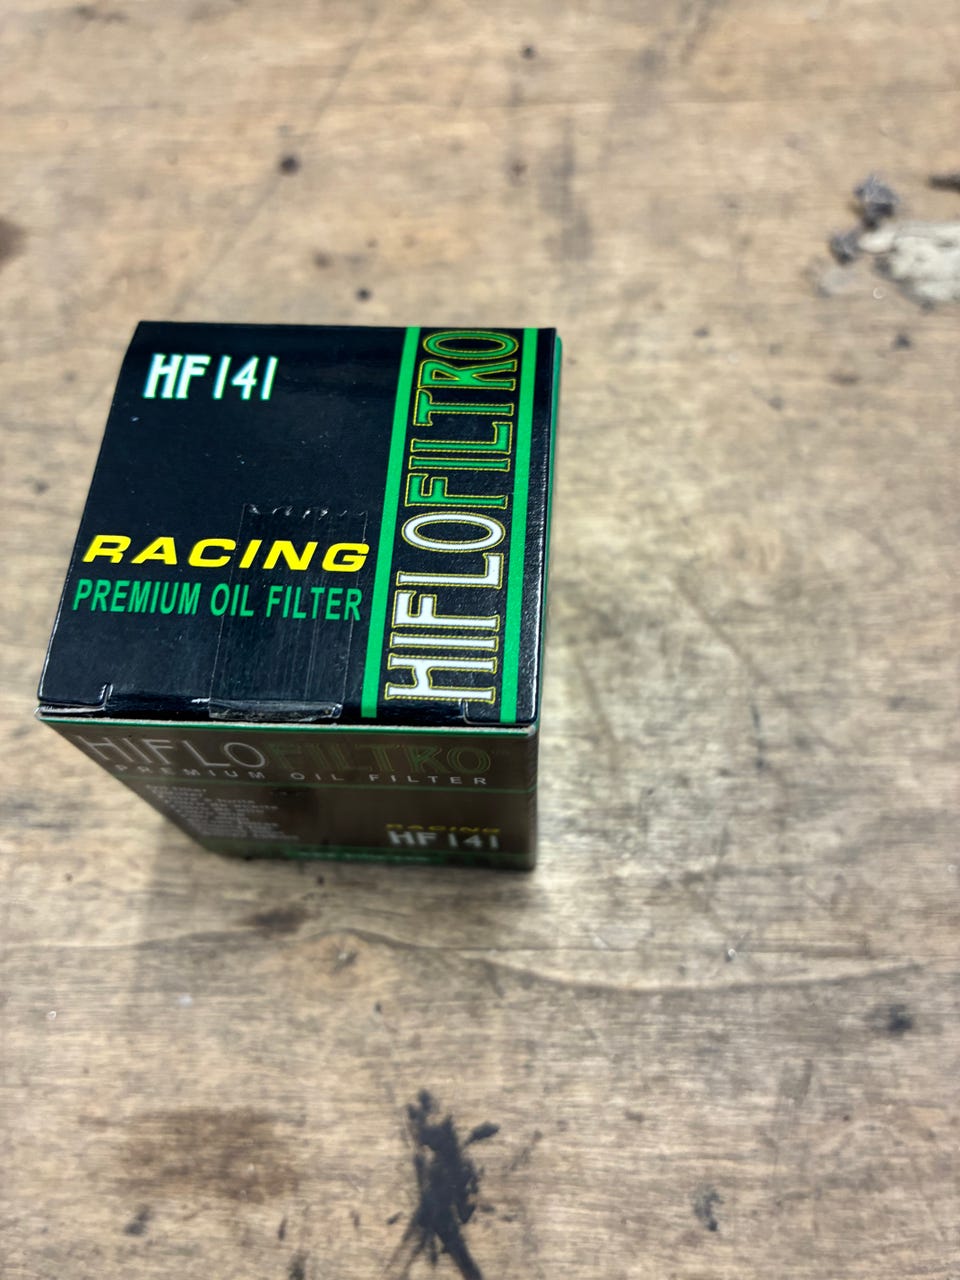 HF141
RACING
PREMIUM OIL FILTER
HIFLOFILTRO
HIFLOFILTRO
PREMIUM OIL FILTER
RACING
HF141